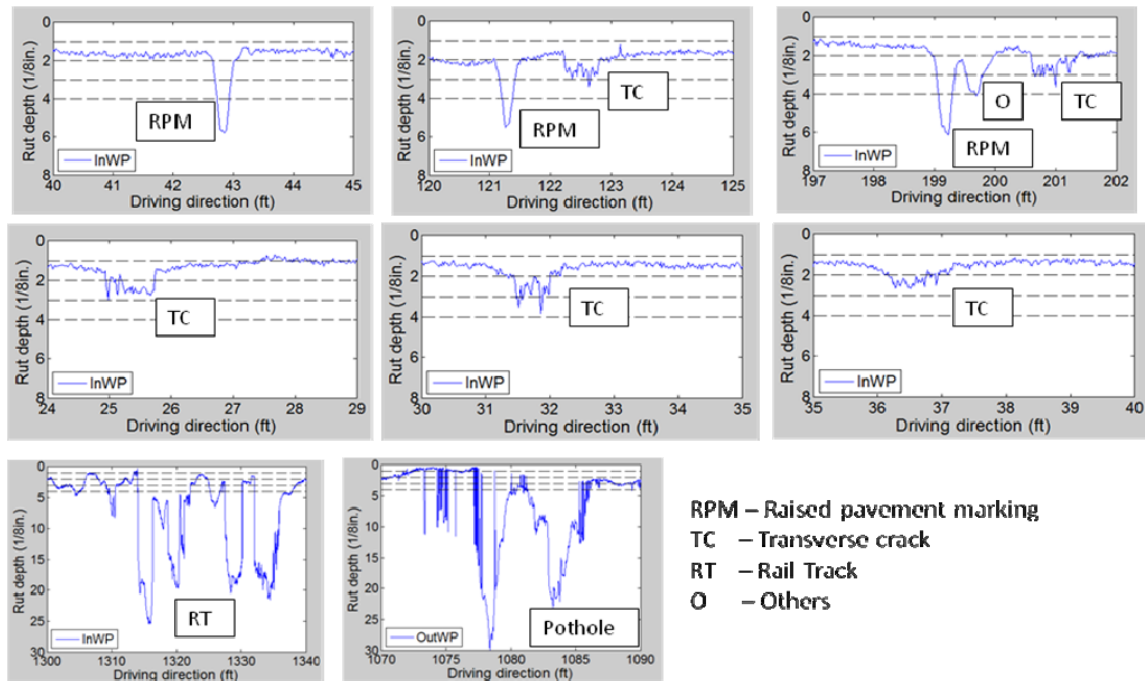 0
2
4
6
8
Rut depth (1/8in.)
RPM
InWP
40 41 42 43 44 45
Driving direction (ft)
0
2
4
6
8
Rut depth (1/8in.)
TC
RPM
InWP
120 121 122 123 124 125
Driving direction (ft)
0
2
4
6
8
Rut depth (1/8in.)
O
TC
RPM
InWP
197 198 199 200 201 202
Driving direction (ft)
0
2
4
6
8
Rut depth (1/8in.)
TC
InWP
24 25 26 27 28 29
Driving direction (ft)
0
2
4
6
8
Rut depth (1/8in.)
TC
InWP
30 31 32 33 34 35
Driving direction (ft)
0
2
4
6
8
Rut depth (1/8in.)
TC
InWP
35 36 37 38 39 40
Driving direction (ft)
0
5
10
15
20
25
30
Rut depth (1/8in.)
RT
InWP
1300 1310 1320 1330 1340
Driving direction (ft)
0
5
10
15
20
25
30
Rut depth (1/8in.)
Pothole
OutWP
1070 1075 1080 1085 1090
Driving direction (ft)
RPM – Raised pavement marking
TC – Transverse crack
RT – Rail Track
O – Others